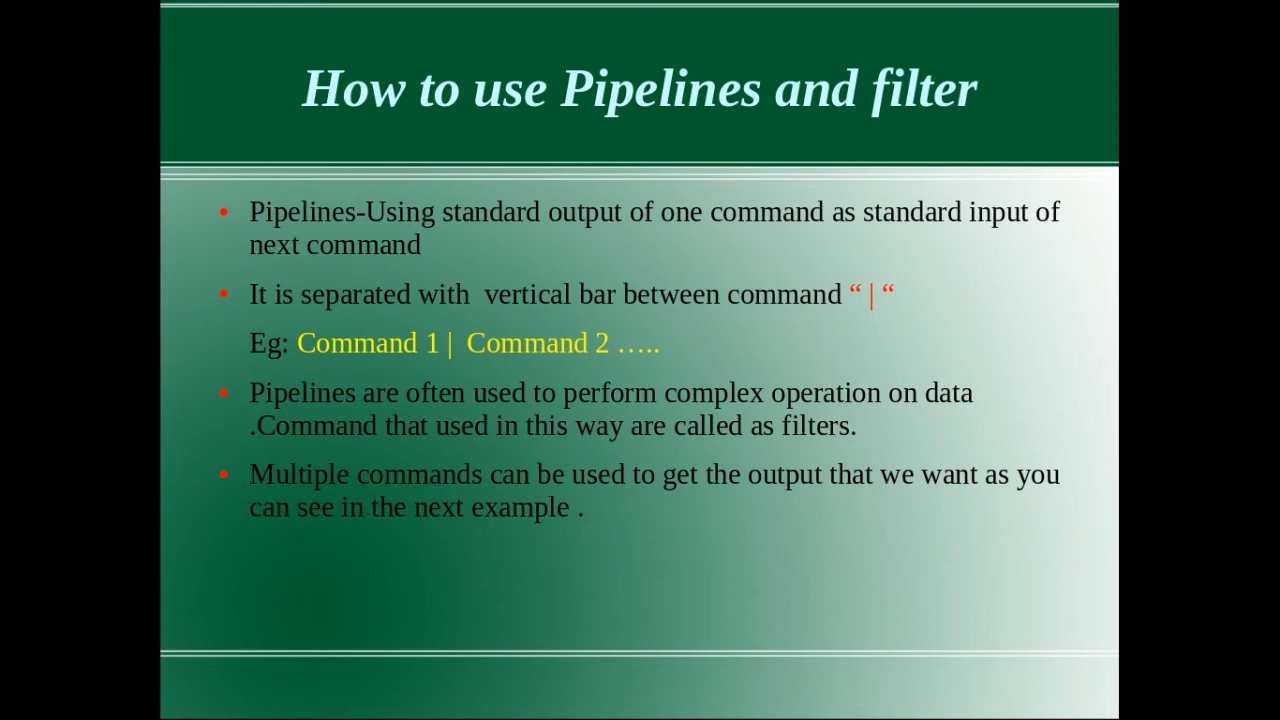 How to use Pipelines and filter
• Pipelines-Using standard output of one command as standard input of
next command
• It is separated with  vertical bar between command “ | “
Eg: Command 1 |  Command 2 …..
• Pipelines are often used to perform complex operation on data
.Command that used in this way are called as filters.
• Multiple commands can be used to get the output that we want as you
can see in the next example .